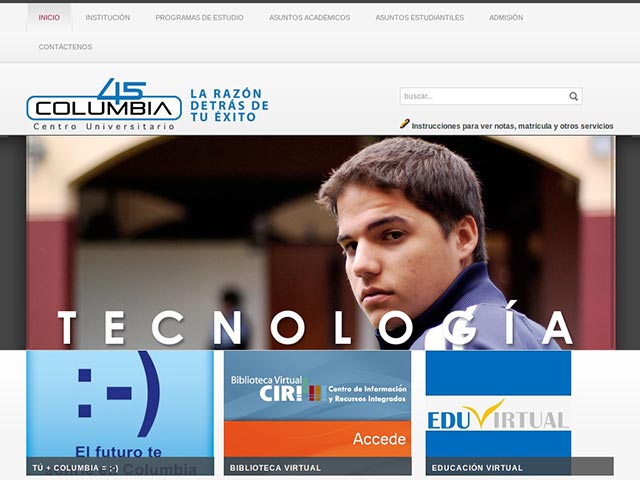 INICIO
INSTITUCIÓN
PROGRAMAS DE ESTUDIO
ASUNTOS ACADÉMICOS
ASUNTOS ESTUDIANTILES
ADMISIÓN
CONTÁCTENOS
45
COLUMBIA
Centro Universitario
LA RAZÓN
DETRÁS DE
TU ÉXITO
buscar...
Instrucciones para ver notas, matrícula y otros servicios
TECNOLOGÍA
:-)
El futuro te
Columbia
TÚ + COLUMBIA = :-)
Biblioteca Virtual
CIRI
Centro de Información
y Recursos Integrados
Accede
BIBLIOTECA VIRTUAL
EDUVIRTUAL
EDUCACIÓN VIRTUAL